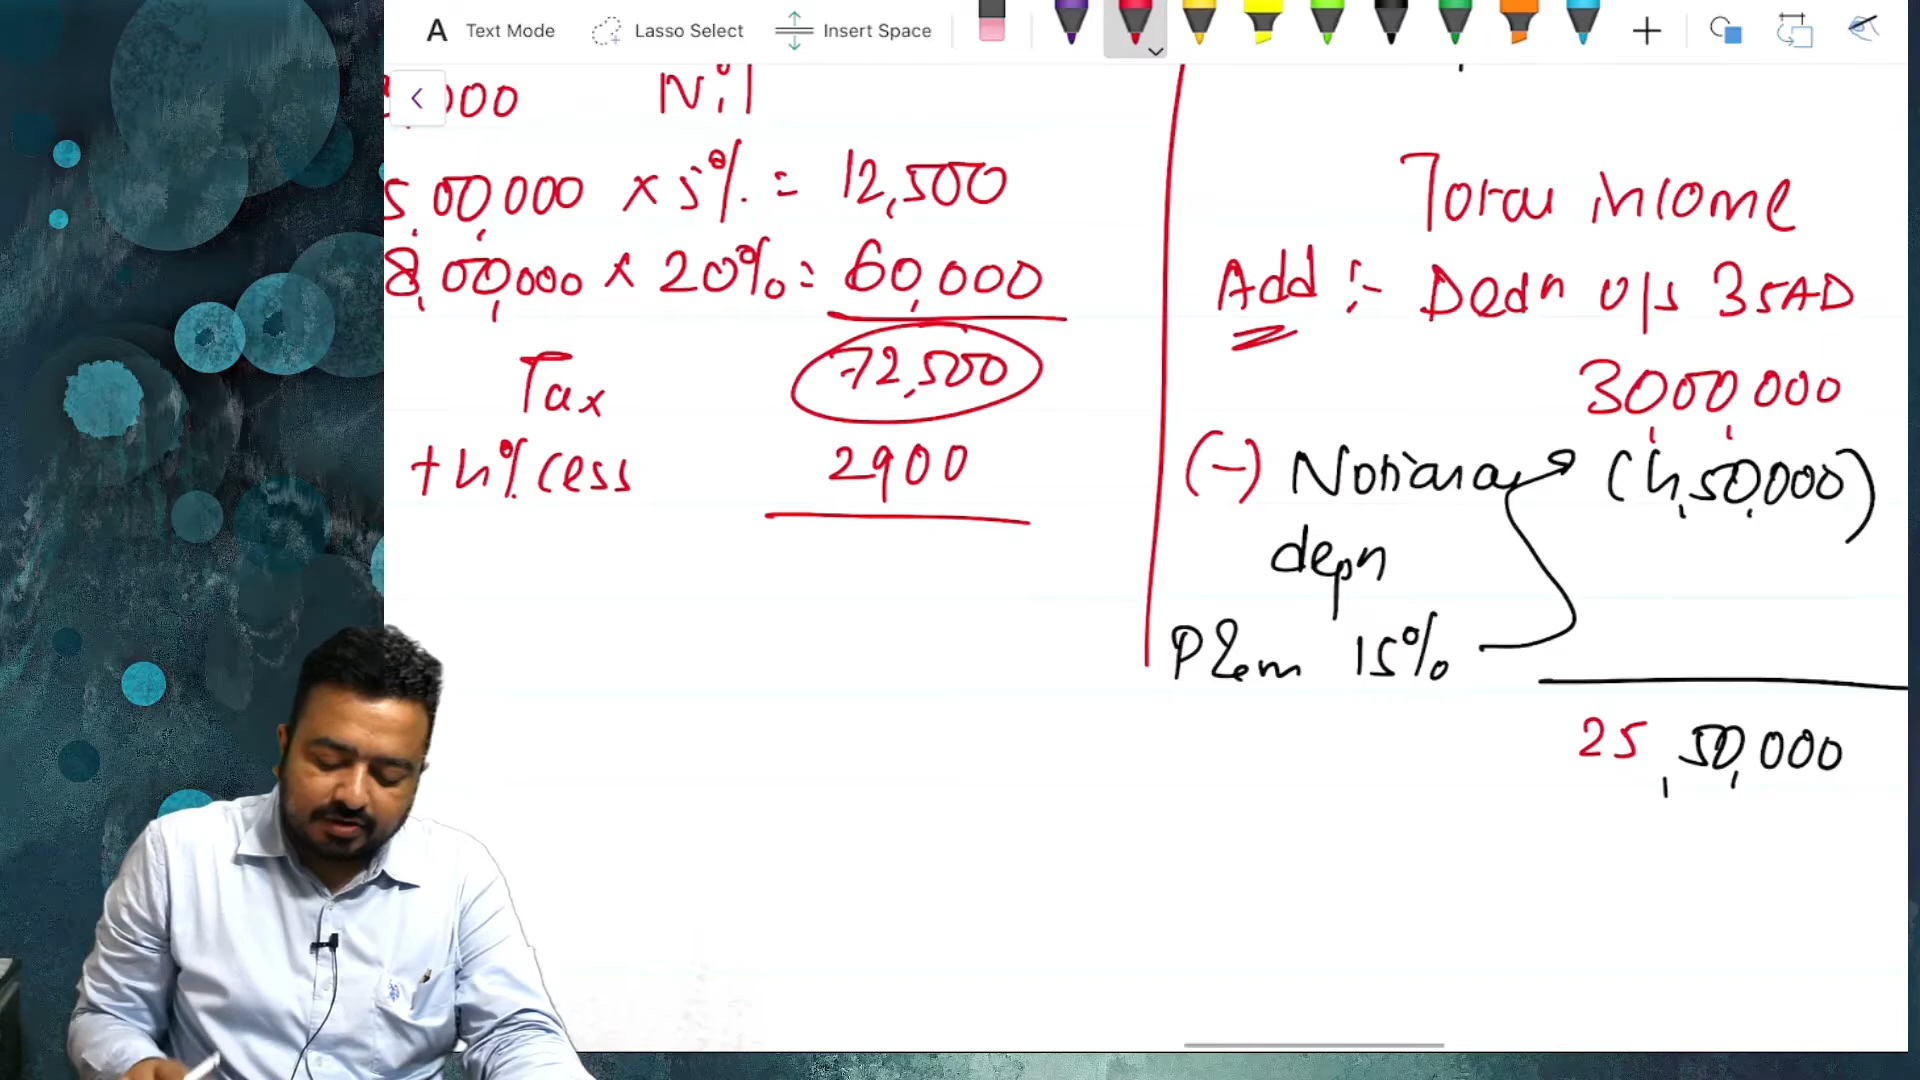 Text Mode
Lasso Select
Insert Space
000 Nil
5,00,000 × 5% = 12,500
8,00,000 × 20% = 60,000
Tax 72,500
+4% cess 2900
Total income
Add :- Dedn u/s 35AD
3000000
(-) Notional (4,50,000)
depn
P&m 15%
25,50,000